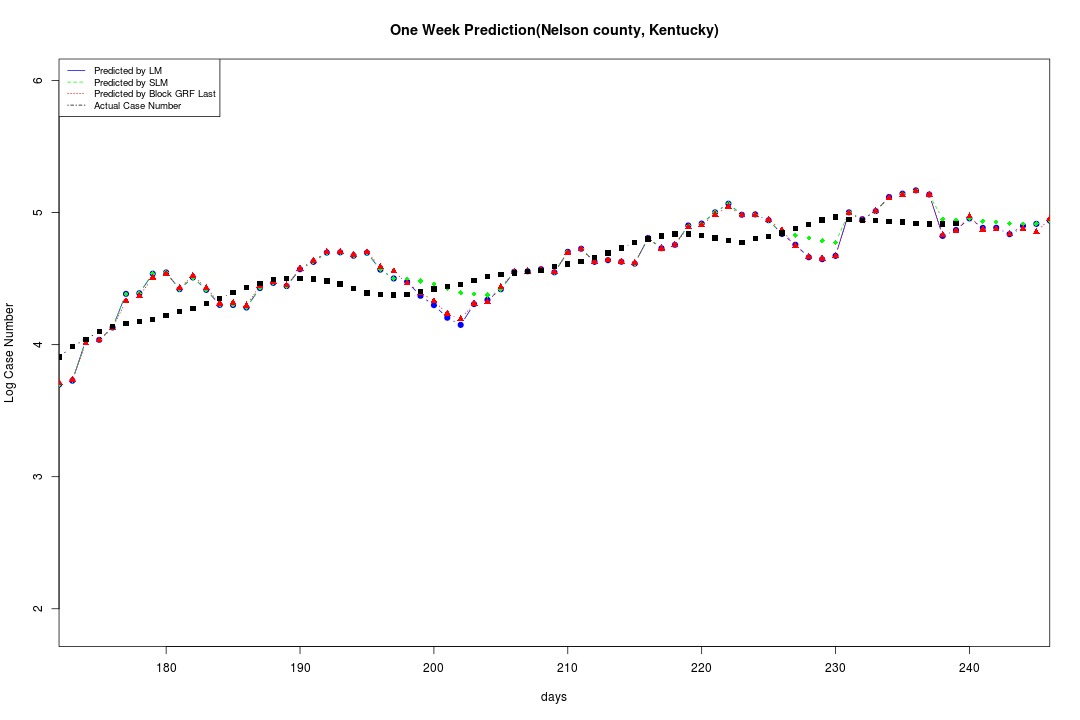 One Week Prediction(Nelson county, Kentucky)
Predicted by LM
Predicted by SLM
Predicted by Block GRF Last
Actual Case Number
6
5
4
3
2
Log Case Number
180 190 200 210 220 230 240
days